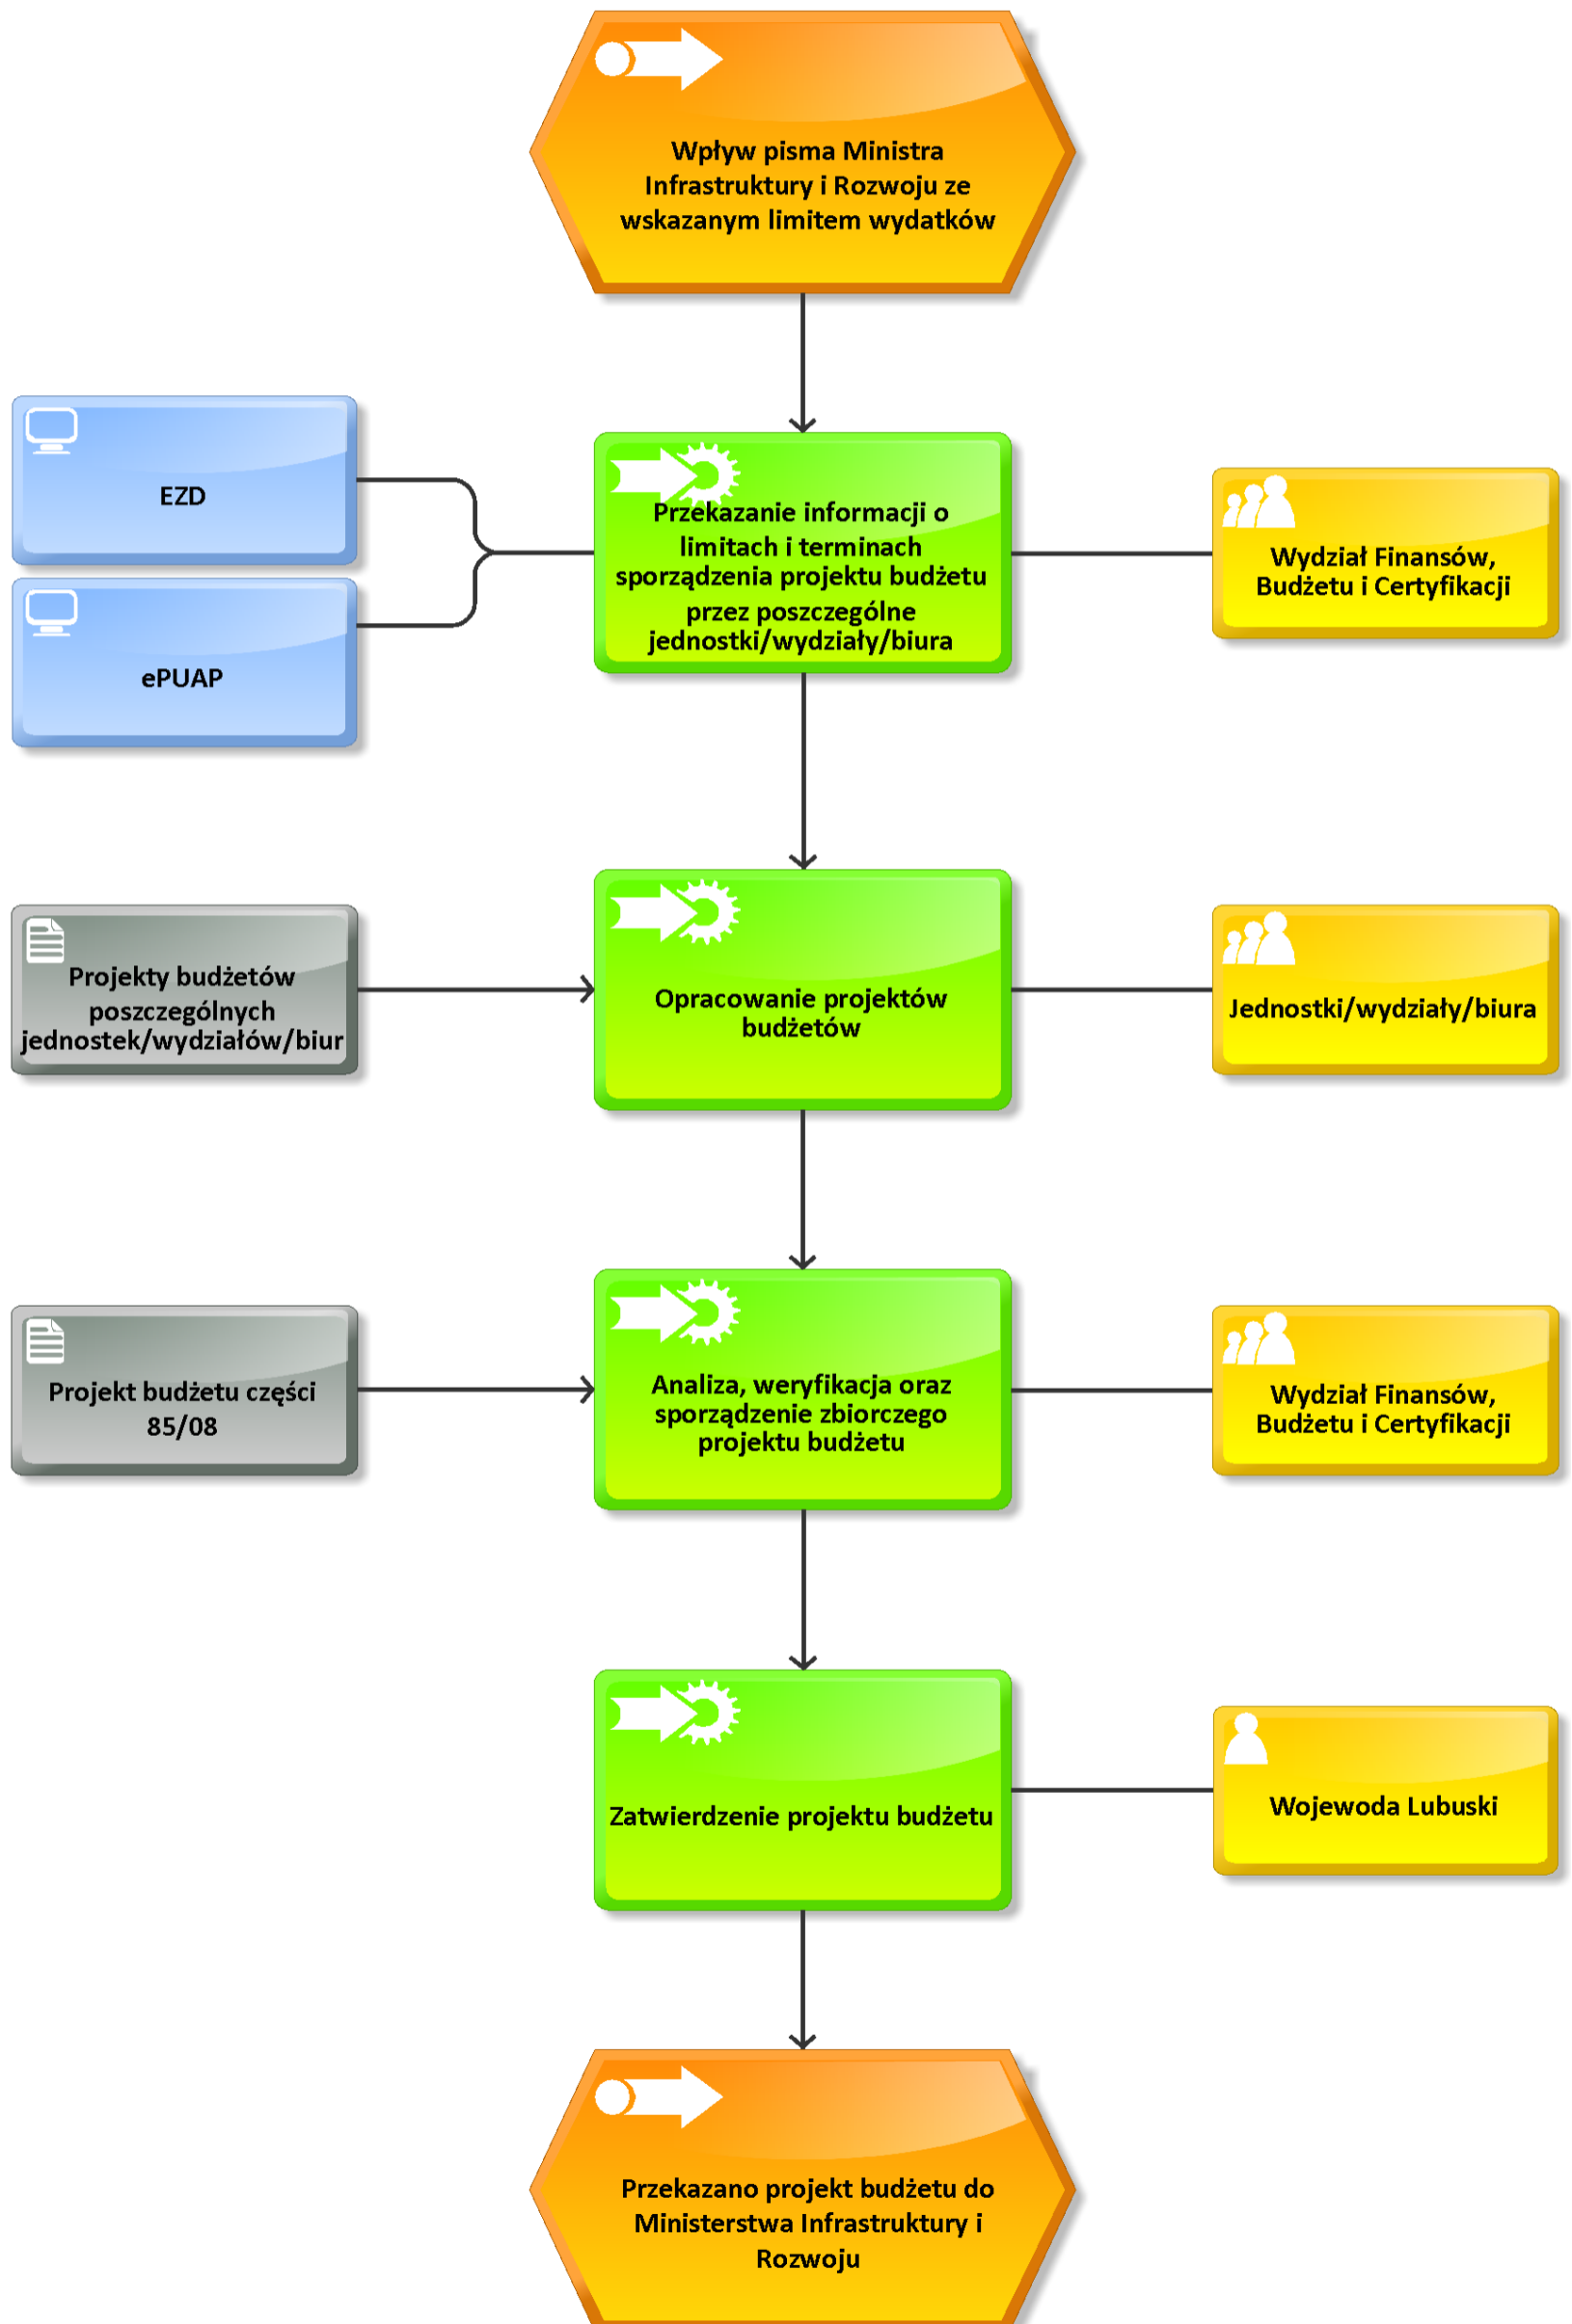 Wpływ pisma Ministra
Infrastruktury i Rozwoju ze
wskazanym limitem wydatków
EZD
ePUAP
Przekazanie informacji o
limitach i terminach
sporządzenia projektu budżetu
przez poszczególne
jednostki/wydziały/biura
Wydział Finansów,
Budżetu i Certyfikacji
Projekty budżetów
poszczególnych
jednostek/wydziałów/biur
Opracowanie projektów
budżetów
Jednostki/wydziały/biura
Projekt budżetu części
85/08
Analiza, weryfikacja oraz
sporządzenie zbiorczego
projektu budżetu
Wydział Finansów,
Budżetu i Certyfikacji
Zatwierdzenie projektu budżetu
Wojewoda Lubuski
Przekazano projekt budżetu do
Ministerstwa Infrastruktury i
Rozwoju